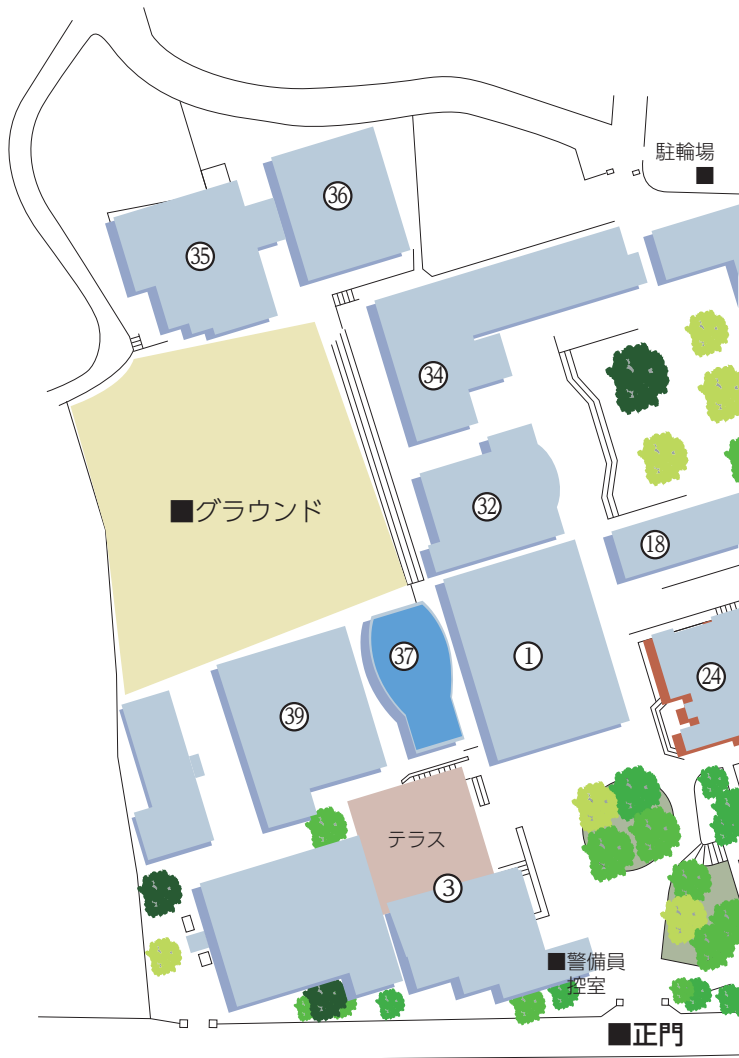 駐輪場
■
㊱
㉟
㉞
■グラウンド
㉜
⑱
㊲
①
㉔
㊴
テラス
③
■警備員
控室
■正門